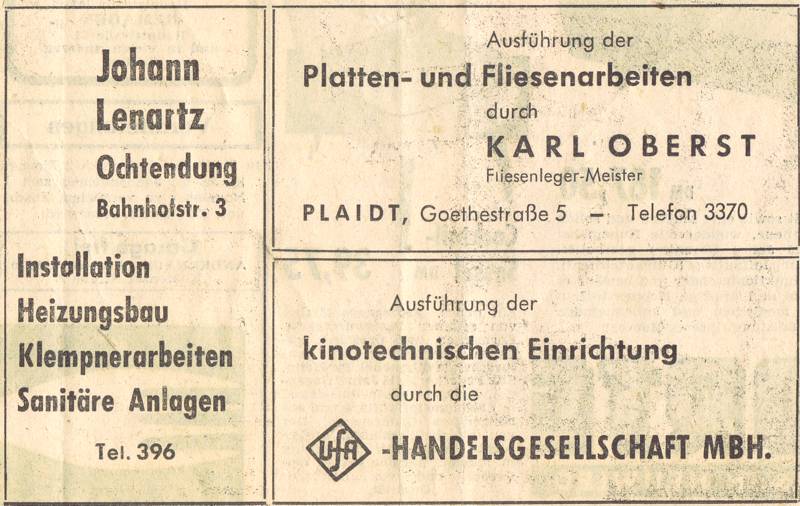 Johann
Lenartz
Ochtendung
Bahnhofstr. 3
Installation
Heizungsbau
Klempnerarbeiten
Sanitäre Anlagen
Tel. 396
Ausführung der
Platten- und Fliesenarbeiten
durch
KARL OBERST
Fliesenleger-Meister
PLAIDT, Goethestraße 5 — Telefon 3370
Ausführung der
kinotechnischen Einrichtung
durch die
UfA -HANDELSGESELLSCHAFT MBH.